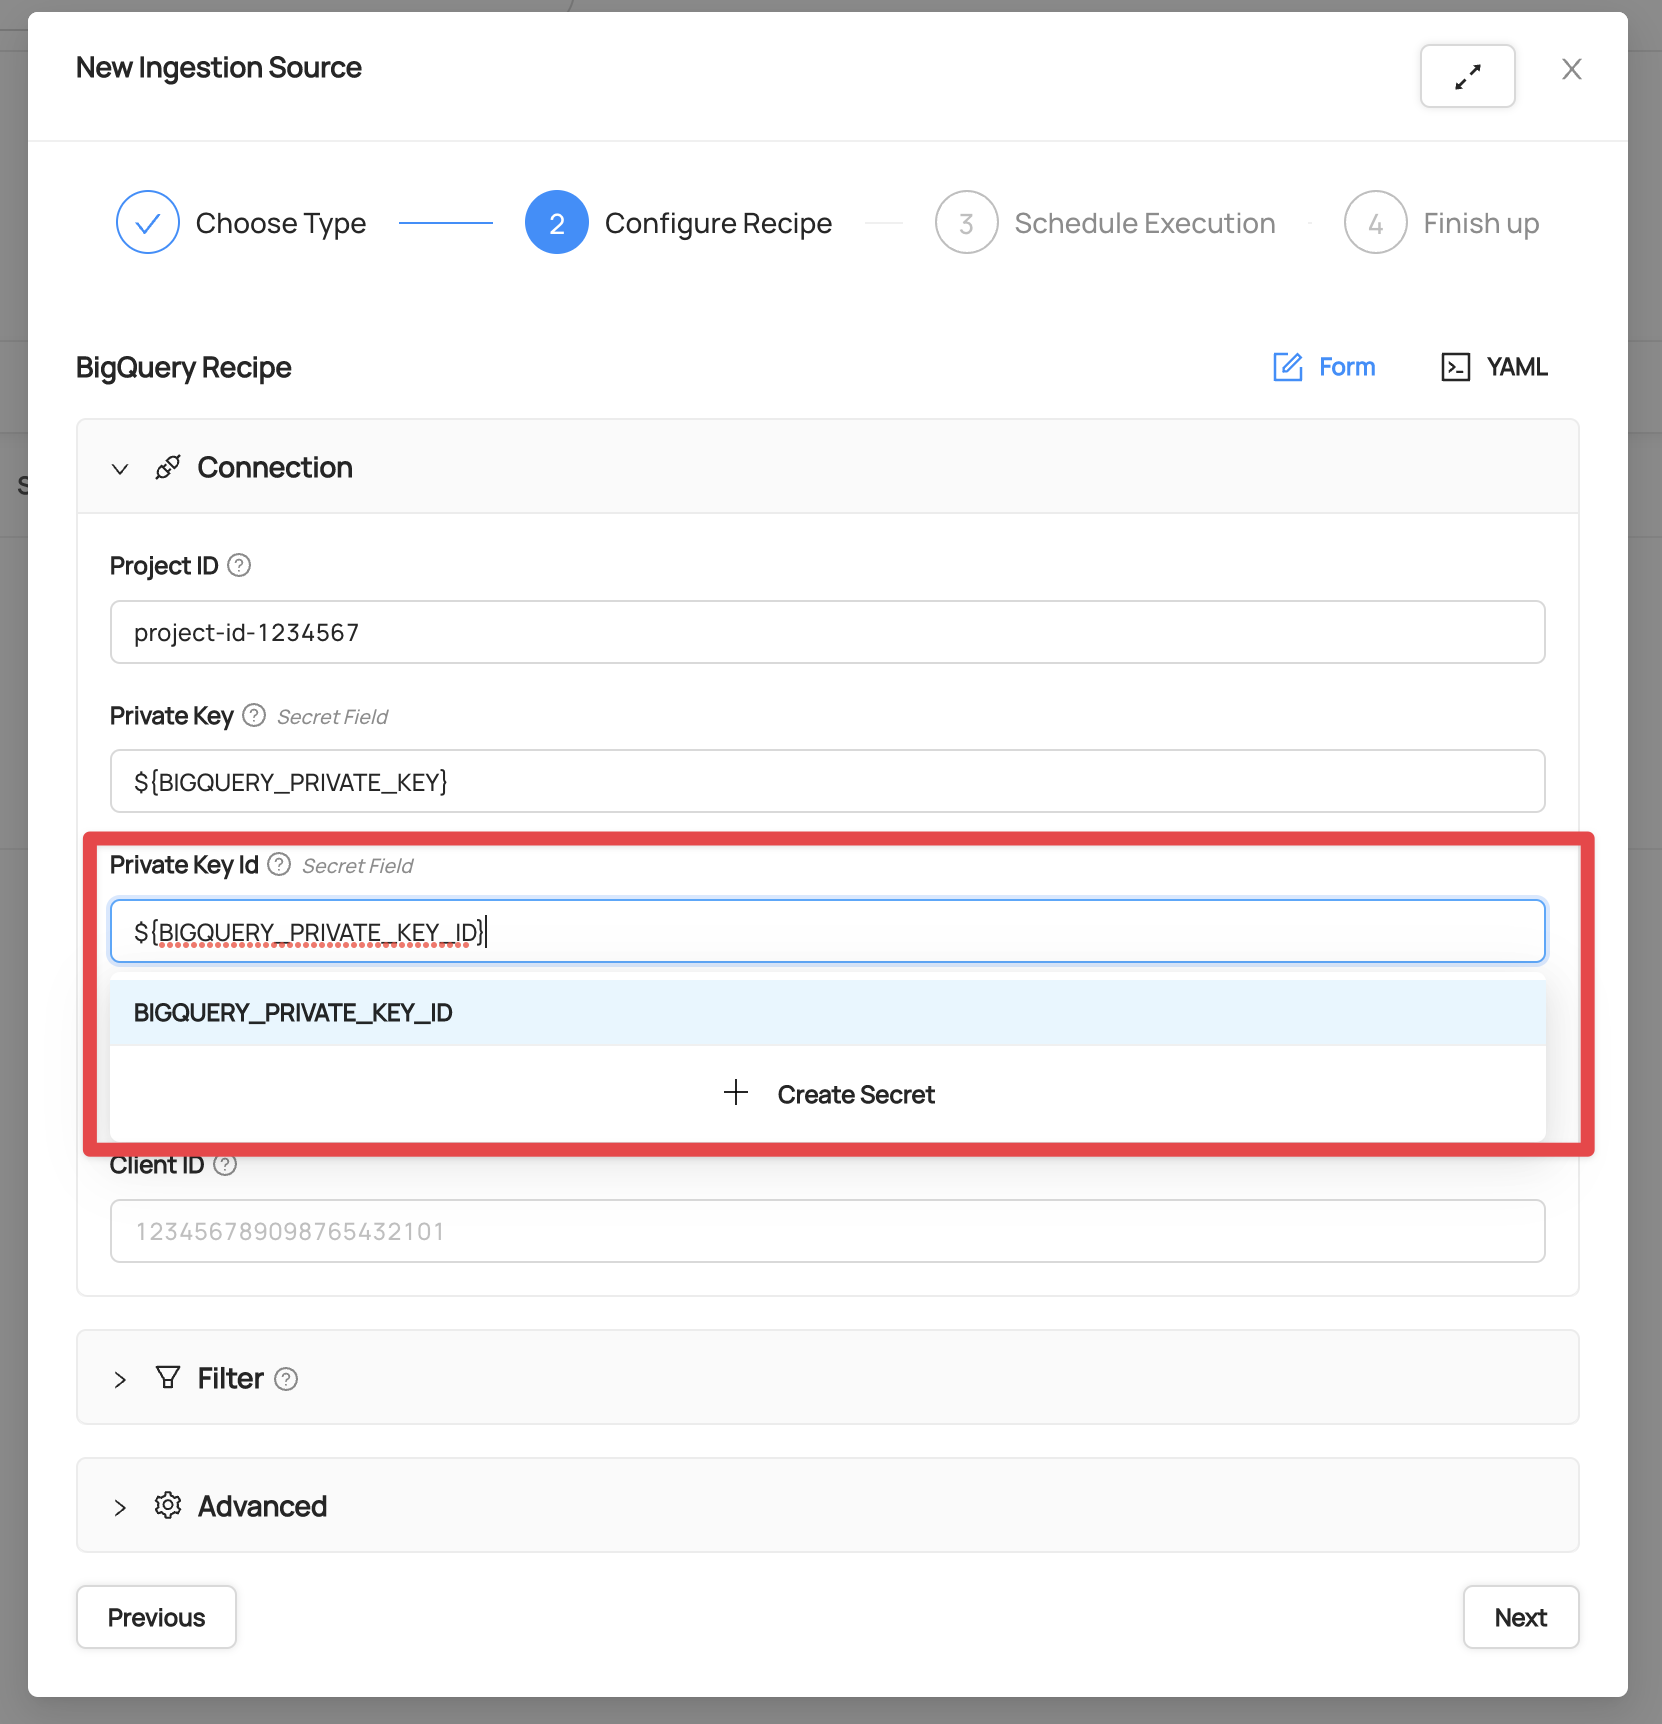 New Ingestion Source
Choose Type
2 Configure Recipe
3 Schedule Execution
4 Finish up
BigQuery Recipe
Form
YAML
Connection
Project ID
project-id-1234567
Private Key Secret Field
${BIGQUERY_PRIVATE_KEY}
Private Key Id Secret Field
${BIGQUERY_PRIVATE_KEY_ID}
BIGQUERY_PRIVATE_KEY_ID
Create Secret
Client ID
123456789098765432101
Filter
Advanced
Previous
Next